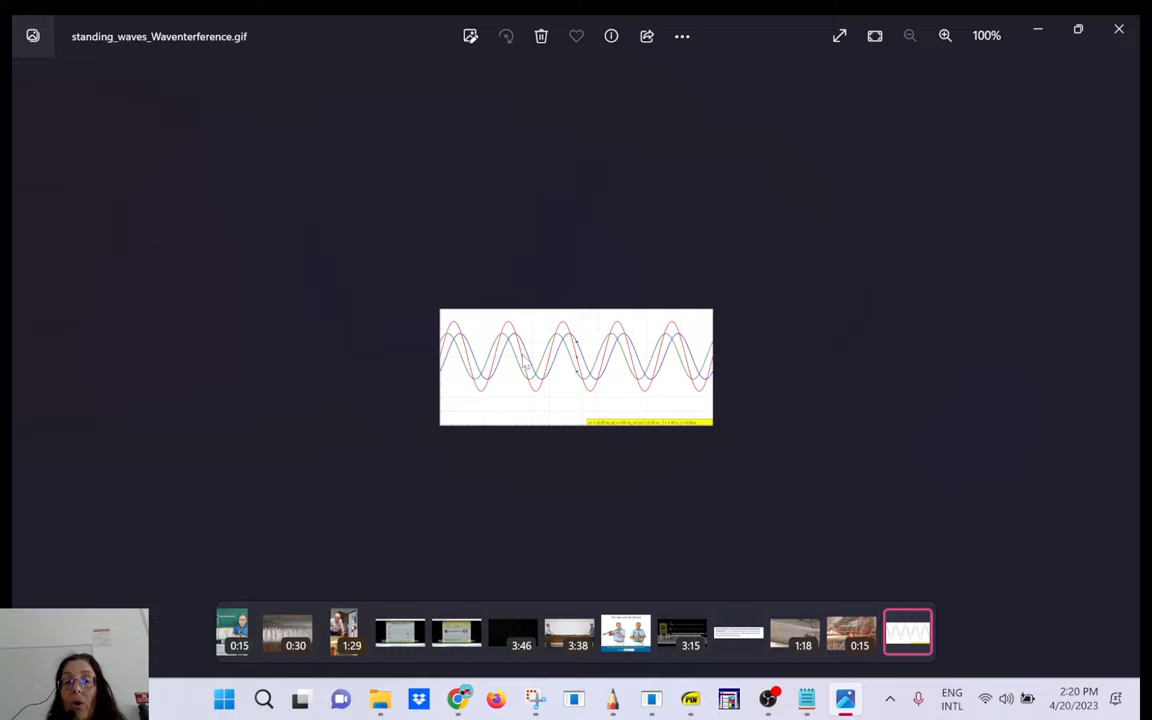 standing_waves_Waventerference.gif
100%
0:15
0:30
1:29
3:46
3:38
3:15
1:18
0:15
ENG
INTL
2:20 PM
4/20/2023